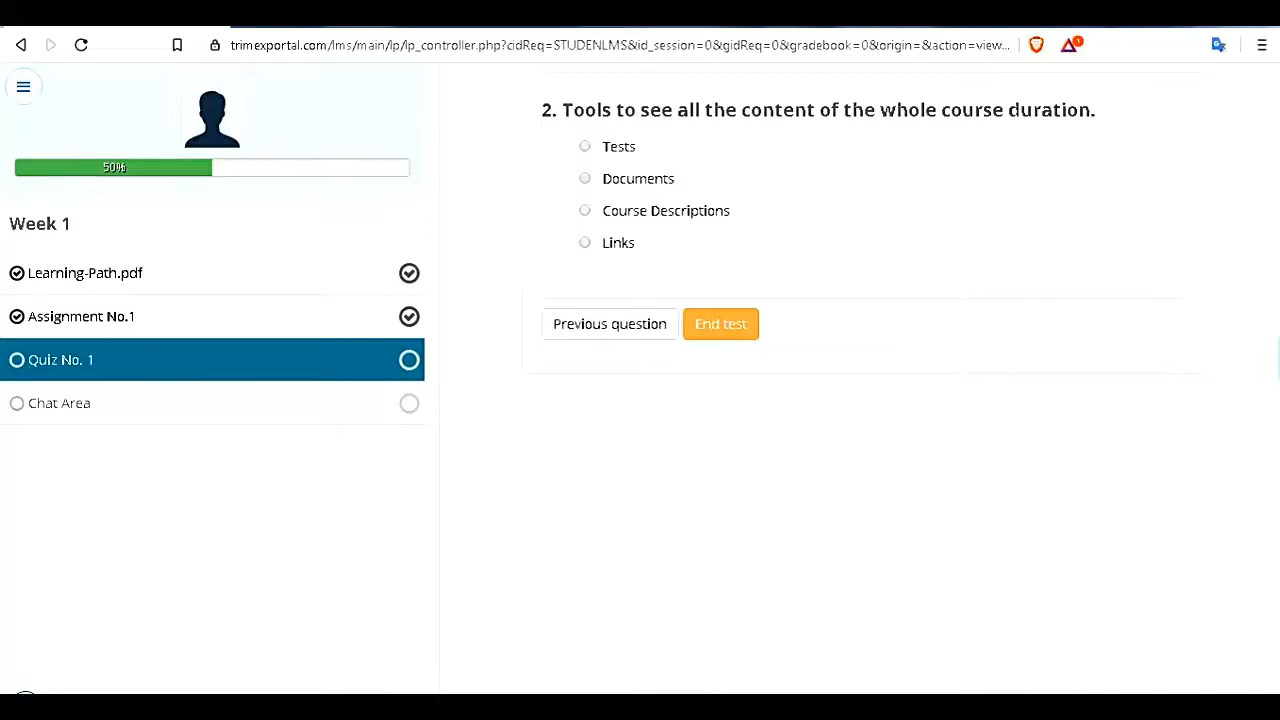 trimexportal.com/lms/main/lp/lp_controller.php?cidReq=STUDENLMS&id_session=0&gidReq=0&gradebook=0&origin=&action=view...
1
50%
Week 1
Learning-Path.pdf
Assignment No.1
Quiz No. 1
Chat Area
2. Tools to see all the content of the whole course duration.
Tests
Documents
Course Descriptions
Links
Previous question
End test